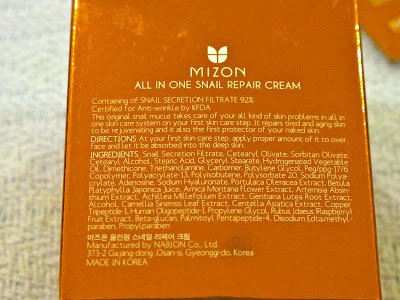 MIZON
ALL IN ONE SNAIL REPAIR CREAM
Containing of SNAIL SECRETION FILTRATE 92%
Certified for Anti-wrinkle by KFDA
This original snail mucus takes care of your all kind of skin problems in all in
one skin care system on your first skin care step. It repairs tired and aging skin
to be re juvenating and it also the first protector of your naked skin.
DIRECTIONS At your first skin care step, apply proper amount of it to over
face and let it be absorbed into the deep skin.
INGREDIENTS Snail Secretion Filtrate, Cetearyl Olivate, Sorbitan Olivate,
Cetearyl Alcohol, Stearic Acid, Glyceryl Stearate, Hydrogenated Vegetable
Oil, Dimethicone, Triethanolamine, Carbomer, Butylene Glycol, Peg/ppg-17/6
Copolymer, Polyacrylate-13, Polyisobutene, Polysorbate 20, Sodium Polya-
crylate, Adenosine, Sodium Hyaluronate, Portulaca Oleracea Extract, Betula
Platyphylla Japonica Juice, Arnica Montana Flower Extract, Artemisia Absin-
thium Extract, Achillea Millefolium Extract, Gentiana Lutea Root Extract,
Alcohol, Camellia Sinensis Leaf Extract, Centella Asiatica Extract, Copper
Tripeptide-1, Human Oligopeptide-1, Propylene Glycol, Rubus Idaeus (Raspberry)
Fruit Extract, Beta-glucan, Palmitoyl Pentapeptide-4, Disodium Edta,methyl-
paraben, Propylparaben
미즈온 올인원 스네일 리페어 크림
Manufactured by NABION Co., Ltd.
373-2 Gajang-dong, Osan-si, Gyeonggi-do, Korea
MADE IN KOREA